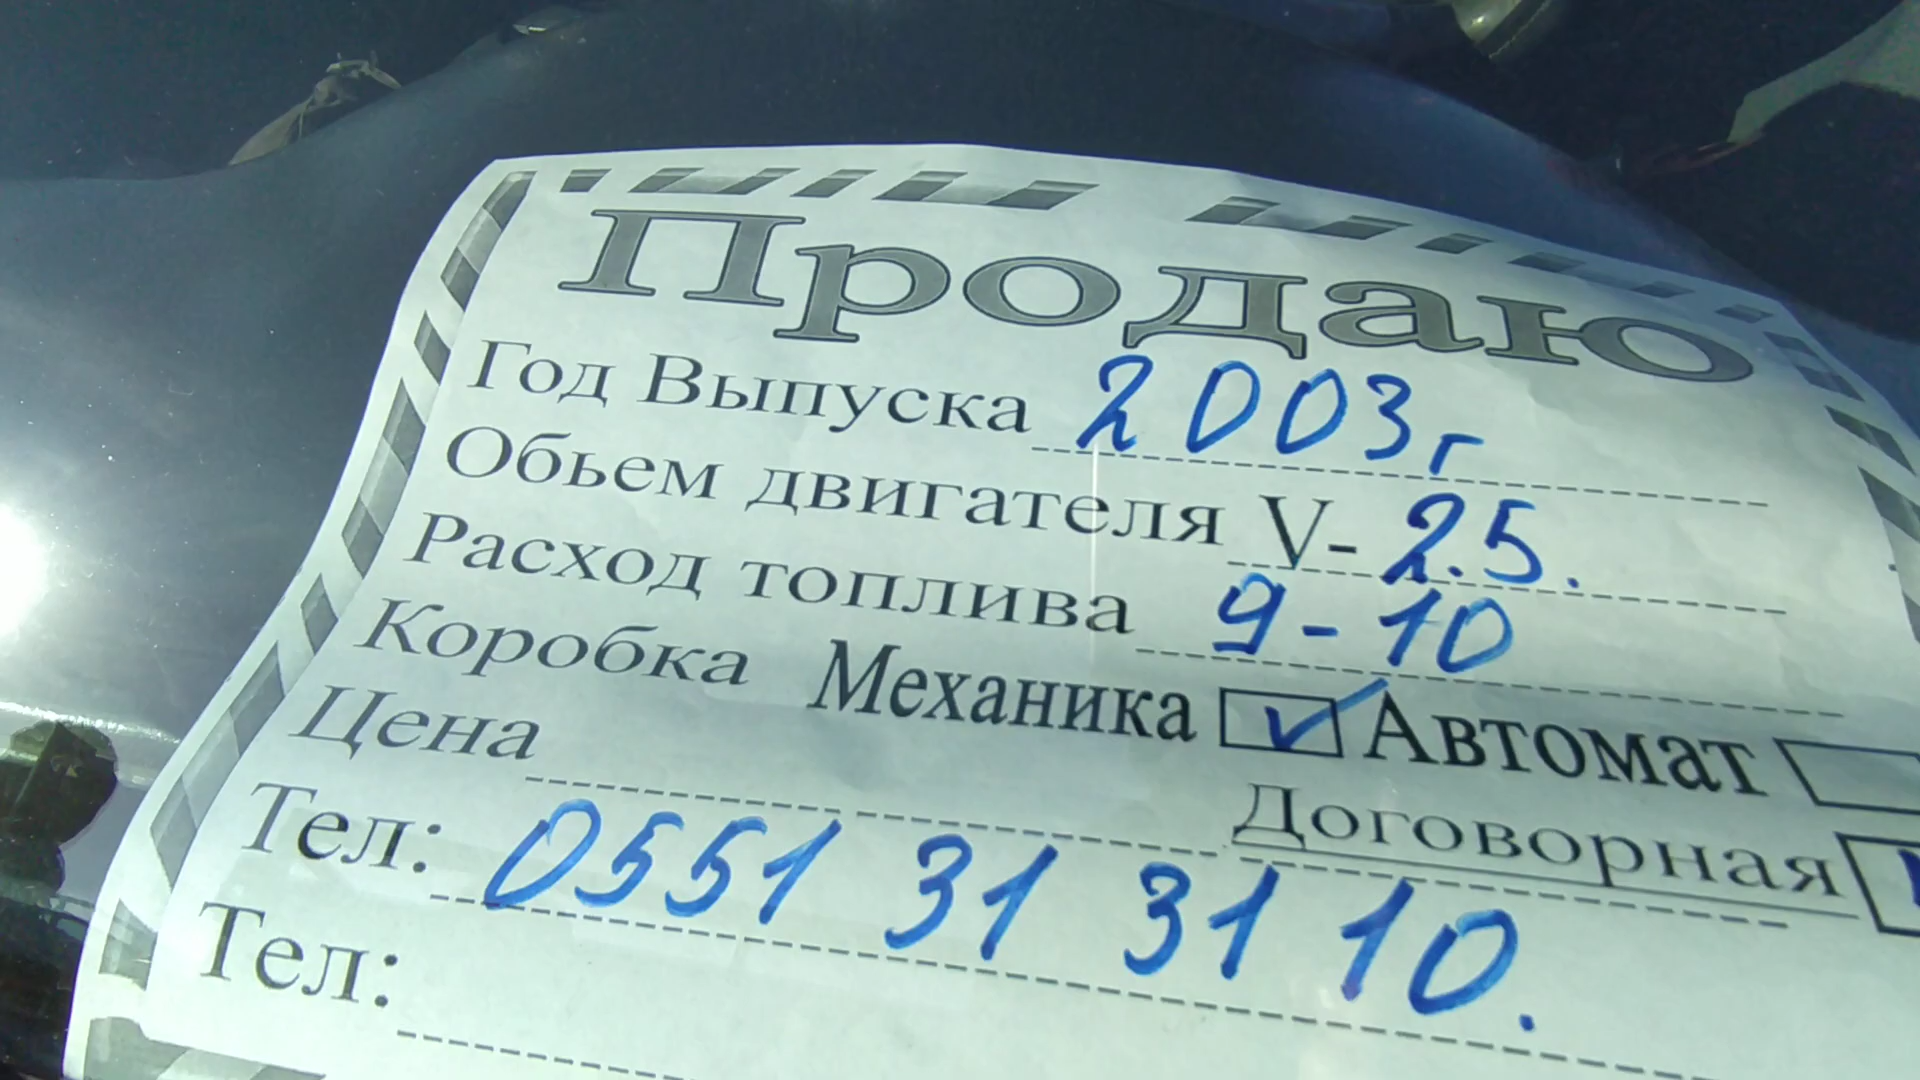 Продаю
Год Выпуска 2003г
Обьем двигателя V- 2.5.
Расход топлива 9-10
Коробка Механика ✓ Автомат
Цена
Договорная
Тел: 0551 31 31 10.
Тел: